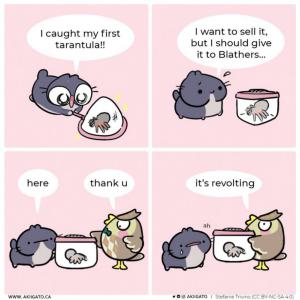 I caught my first
tarantula!!
I want to sell it,
but I should give
it to Blathers...
here
thank u
it's revolting
ah
WWW.AKIGATO.CA
@ AKIGATO | Stefanie Truong (CC BY-NC-SA 4.0)